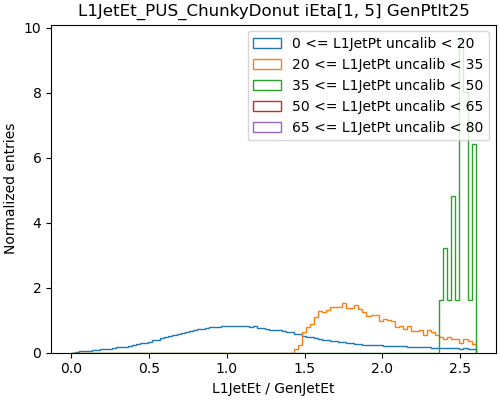 L1JetEt_PUS_ChunkyDonut iEta[1, 5] GenPtlt25
10
8
6
4
2
0
Normalized entries
0 <= L1JetPt uncalib < 20
20 <= L1JetPt uncalib < 35
35 <= L1JetPt uncalib < 50
50 <= L1JetPt uncalib < 65
65 <= L1JetPt uncalib < 80
0.0 0.5 1.0 1.5 2.0 2.5
L1JetEt / GenJetEt